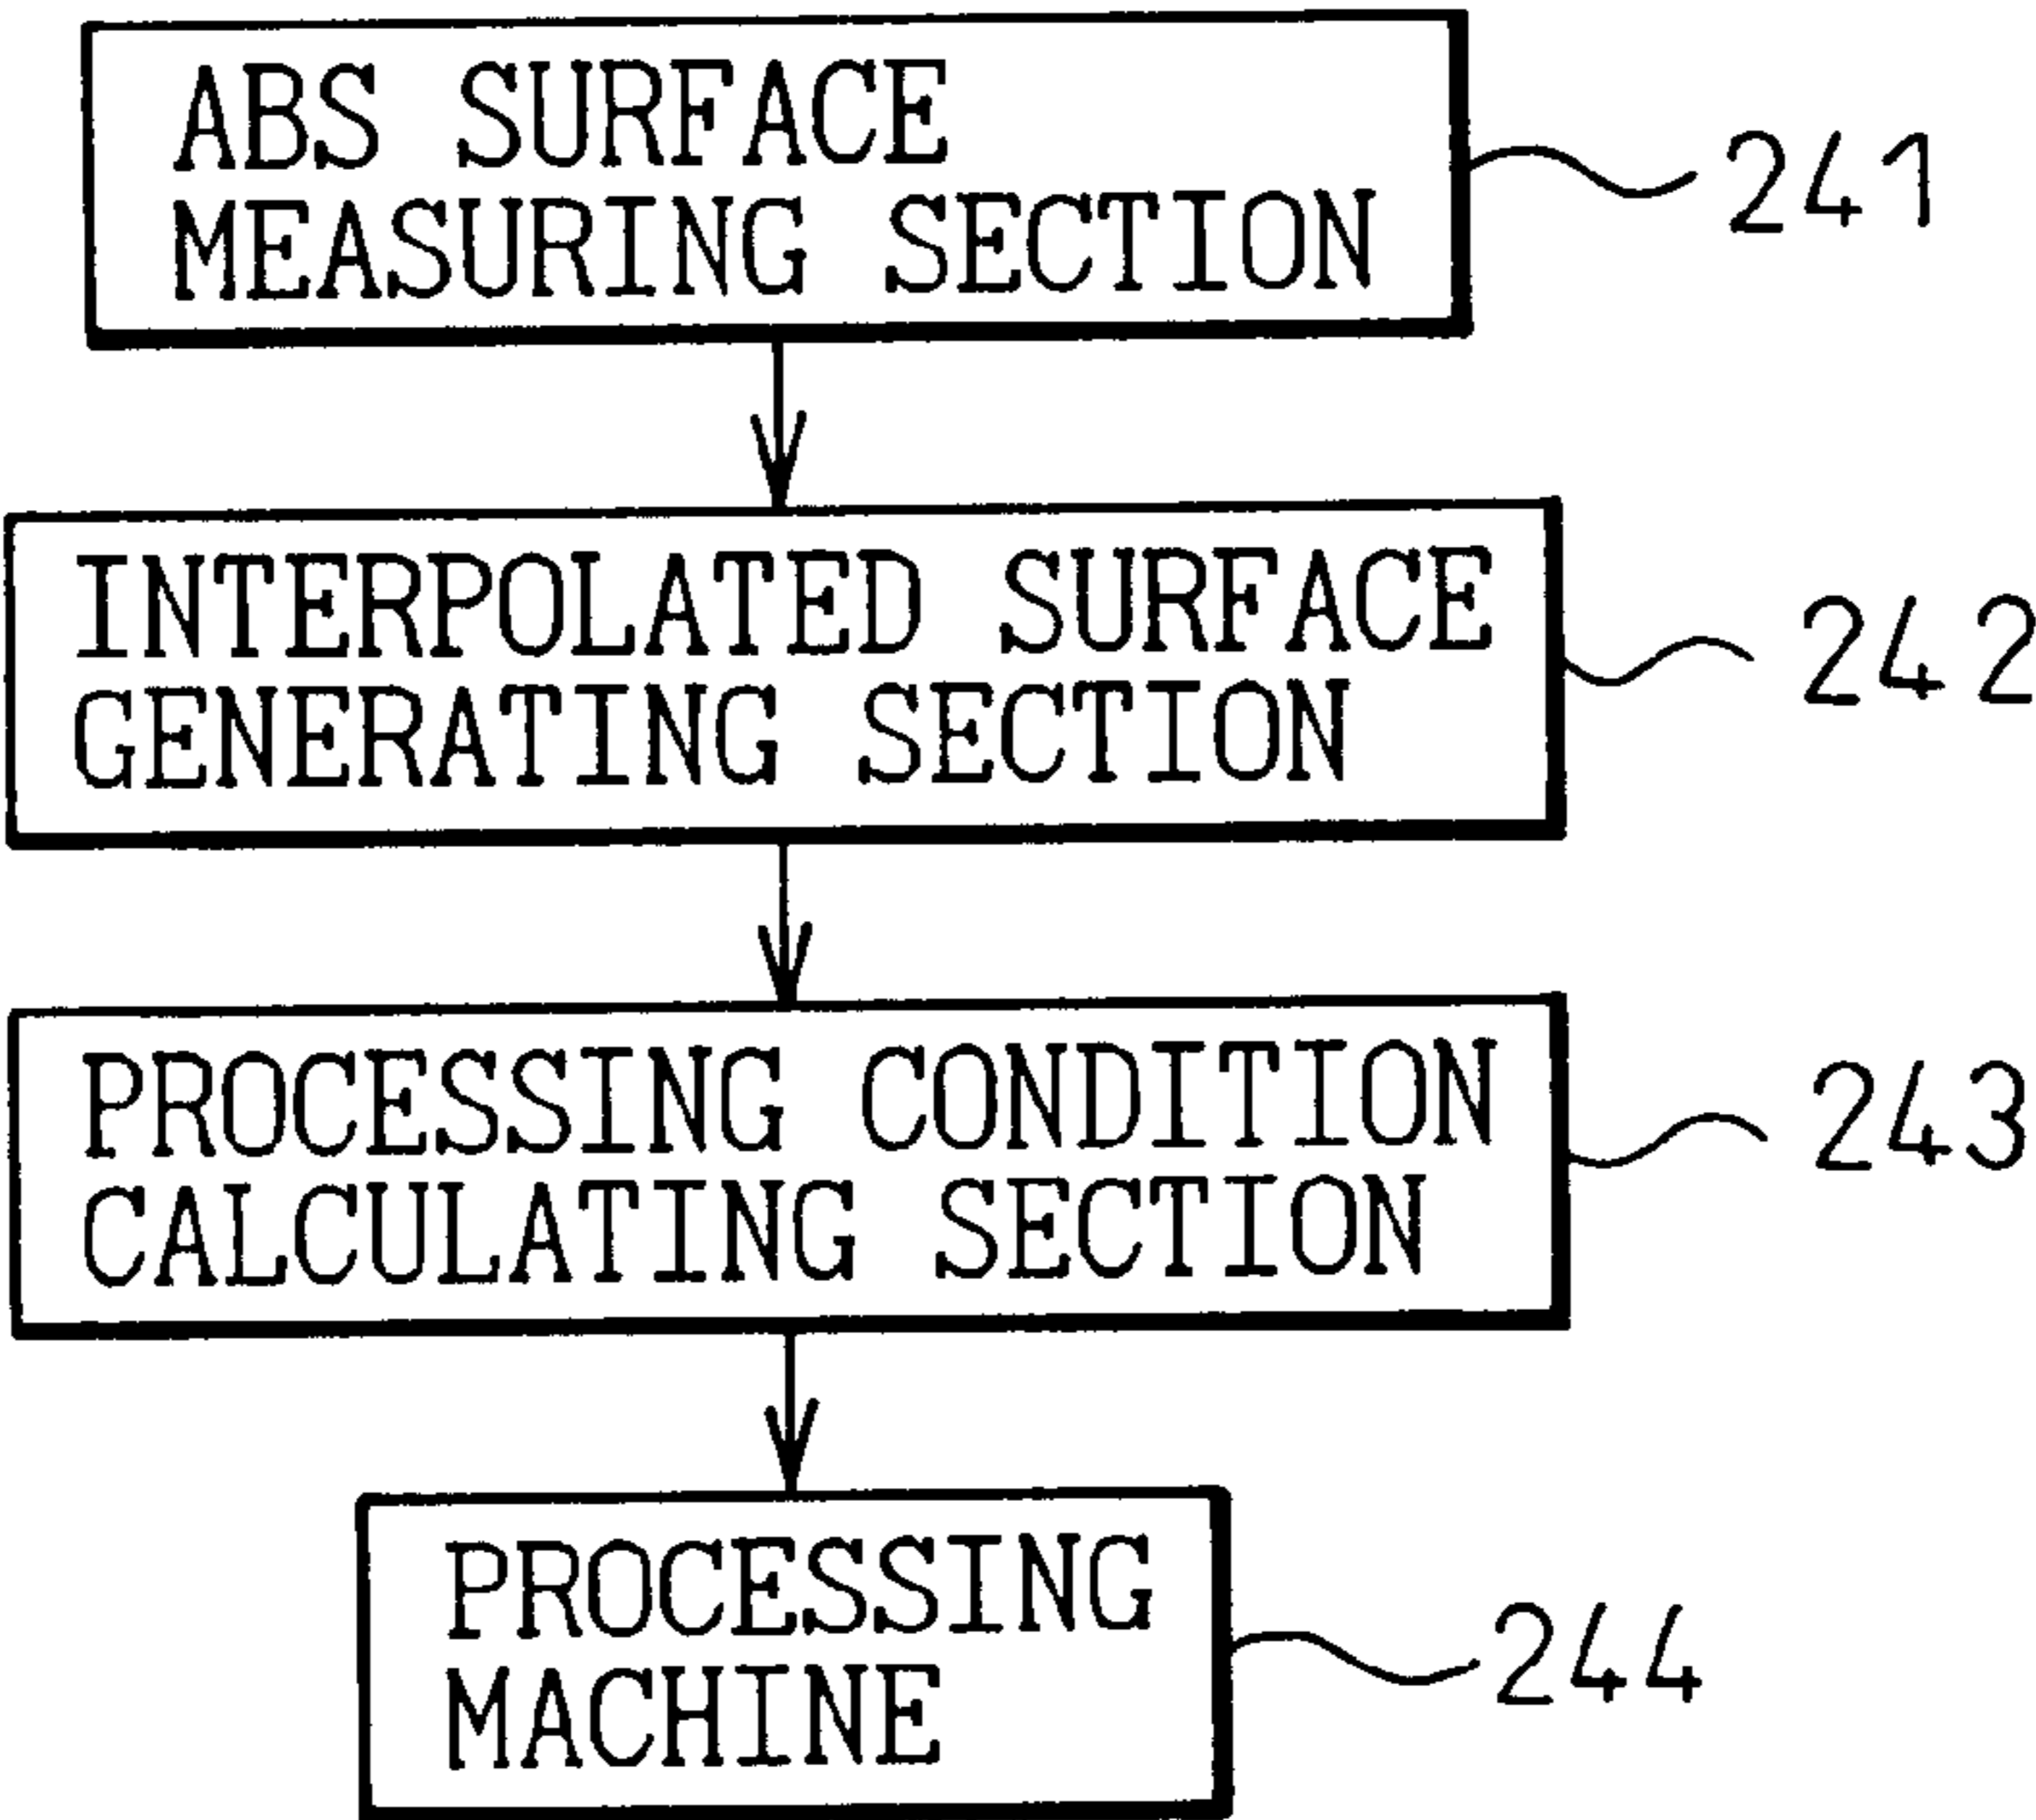 ABS SURFACE
MEASURING SECTION
241
INTERPOLATED SURFACE
GENERATING SECTION
242
PROCESSING CONDITION
CALCULATING SECTION
243
PROCESSING
MACHINE
244